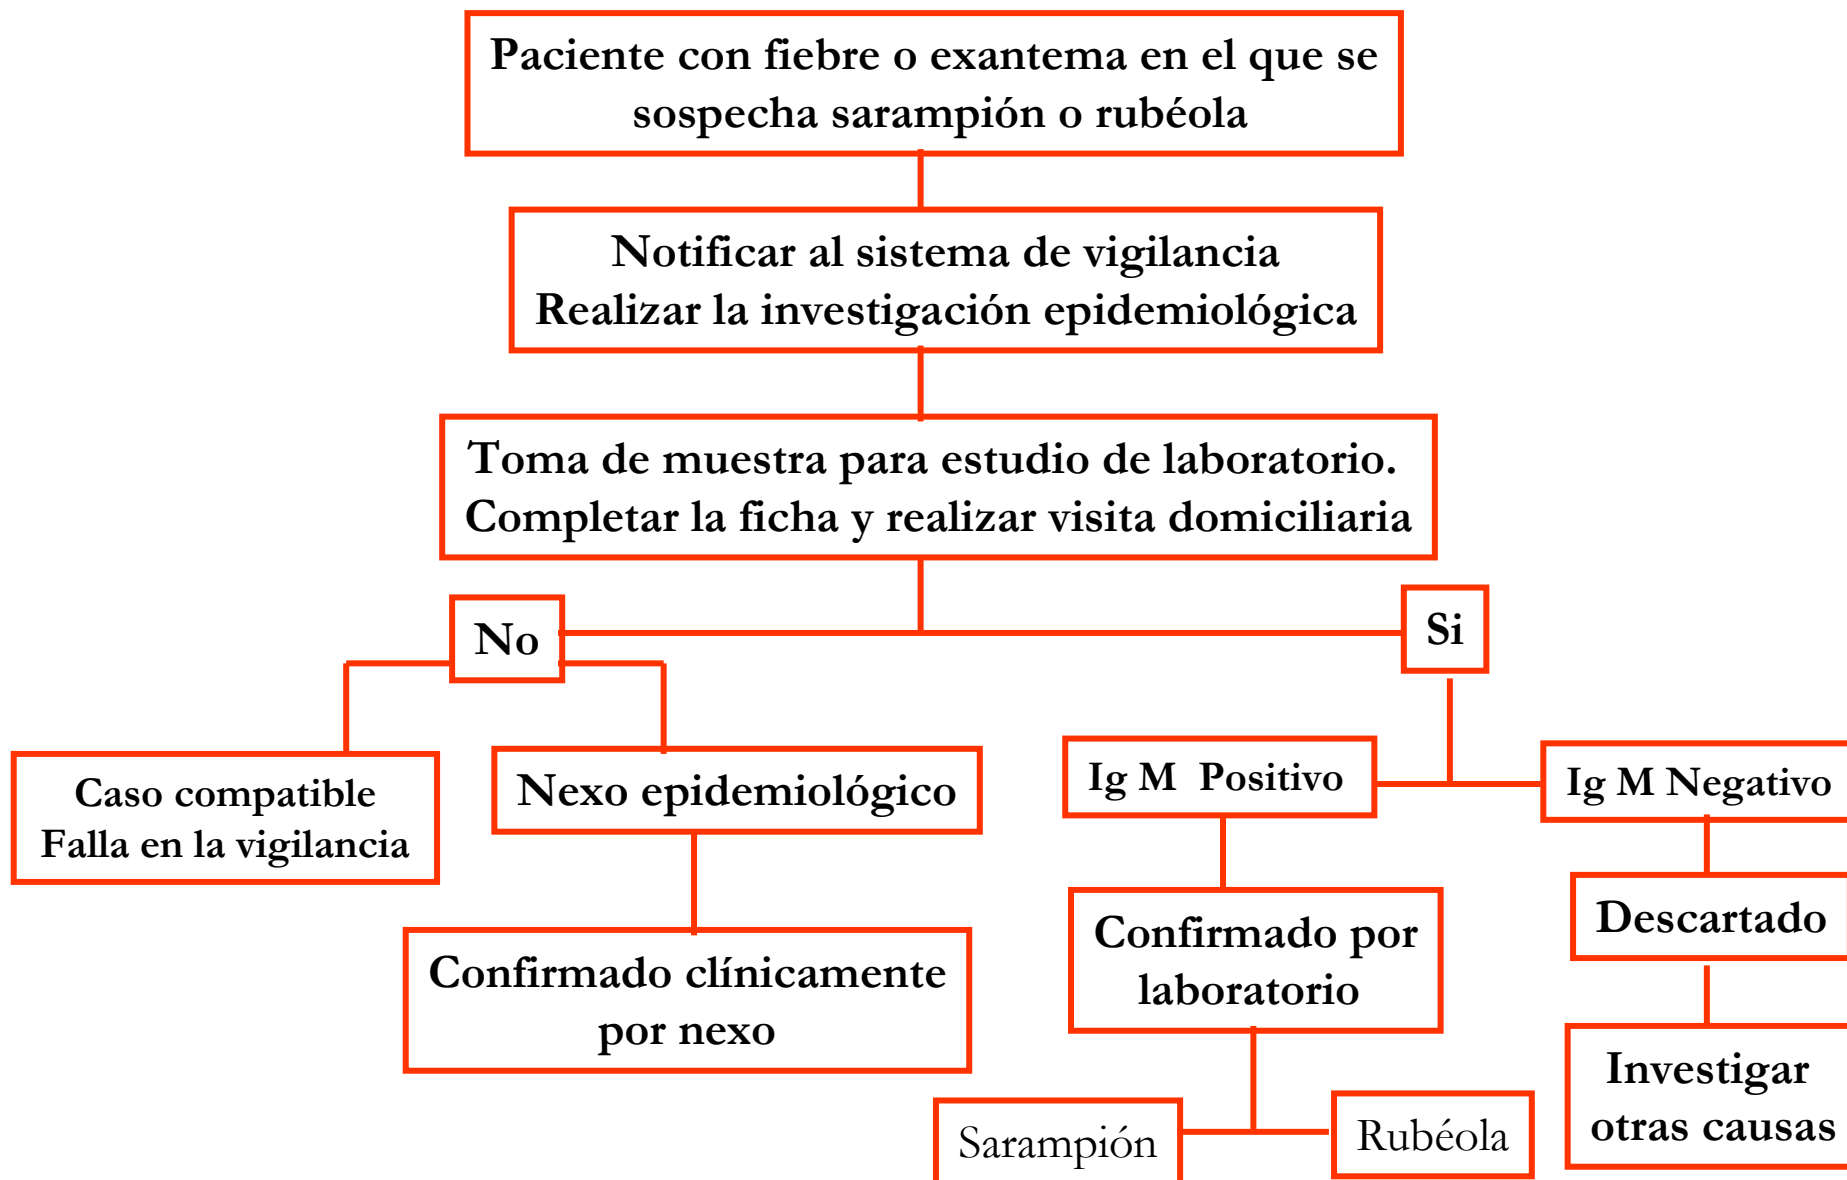 Paciente con fiebre o exantema en el que se
sospecha sarampión o rubéola
Notificar al sistema de vigilancia
Realizar la investigación epidemiológica
Toma de muestra para estudio de laboratorio.
Completar la ficha y realizar visita domiciliaria
No
Si
Caso compatible
Falla en la vigilancia
Nexo epidemiológico
Ig M Positivo
Ig M Negativo
Confirmado clínicamente
por nexo
Confirmado por
laboratorio
Descartado
Investigar
otras causas
Sarampión
Rubéola